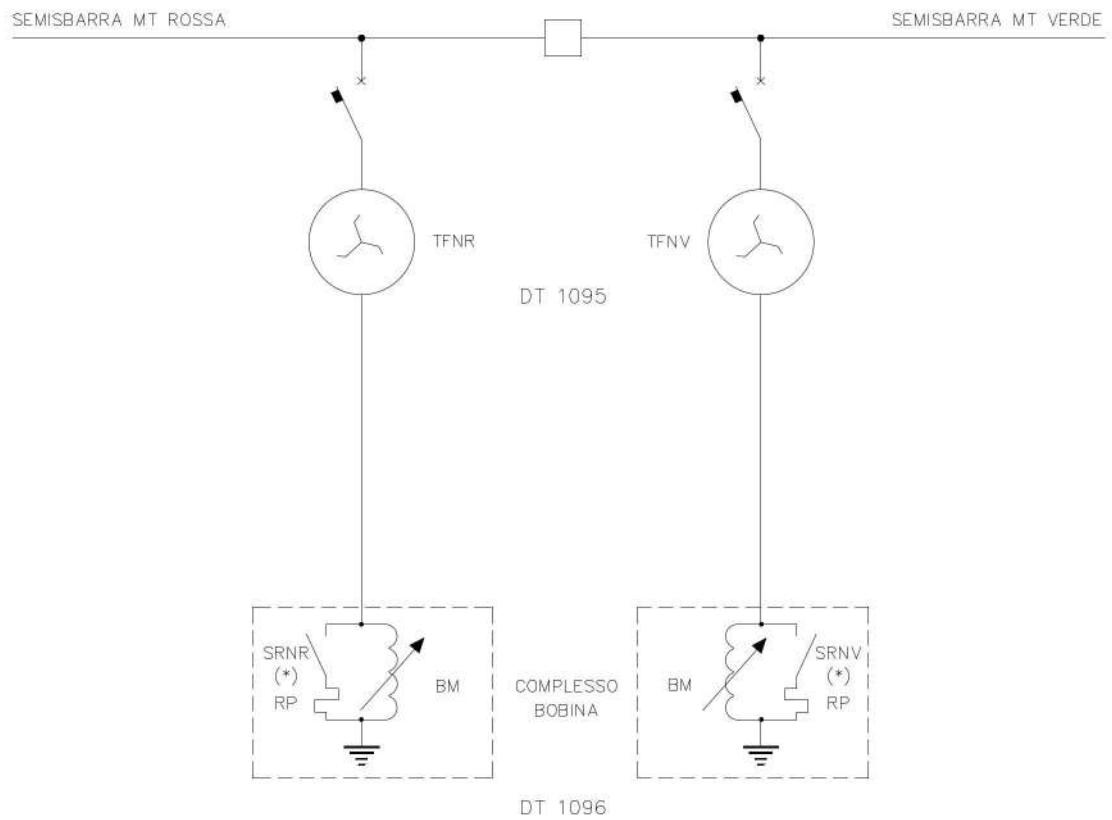 SEMISBARRA MT ROSSA
SEMISBARRA MT VERDE
TFNR
TFNV
DT 1095
SRNR
(*)
RP
BM
COMPLESSO
BOBINA
BM
SRNV
(*)
RP
DT 1096